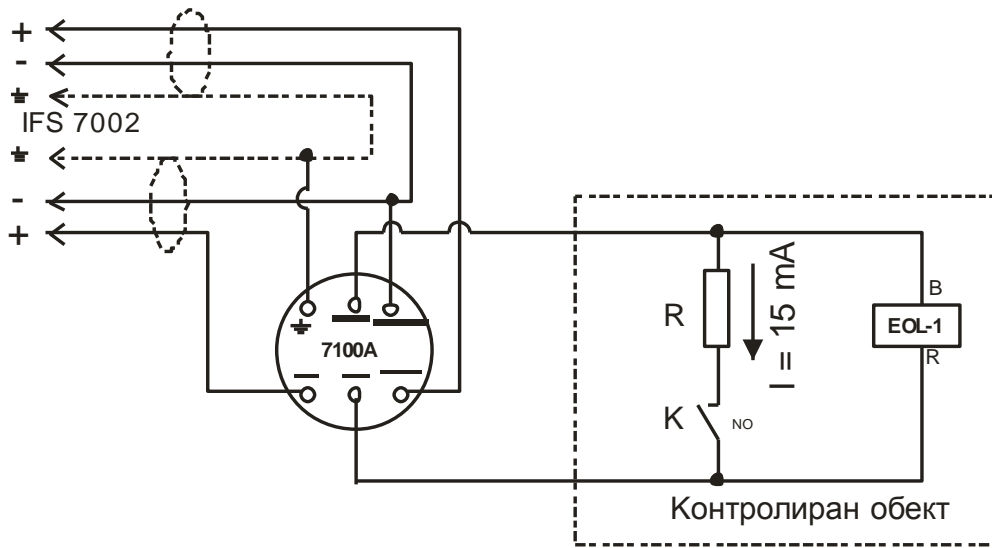 +
-
IFS 7002
-
+
7100A
R
I = 15 mA
K
NO
B
EOL-1
R
Контролиран обект